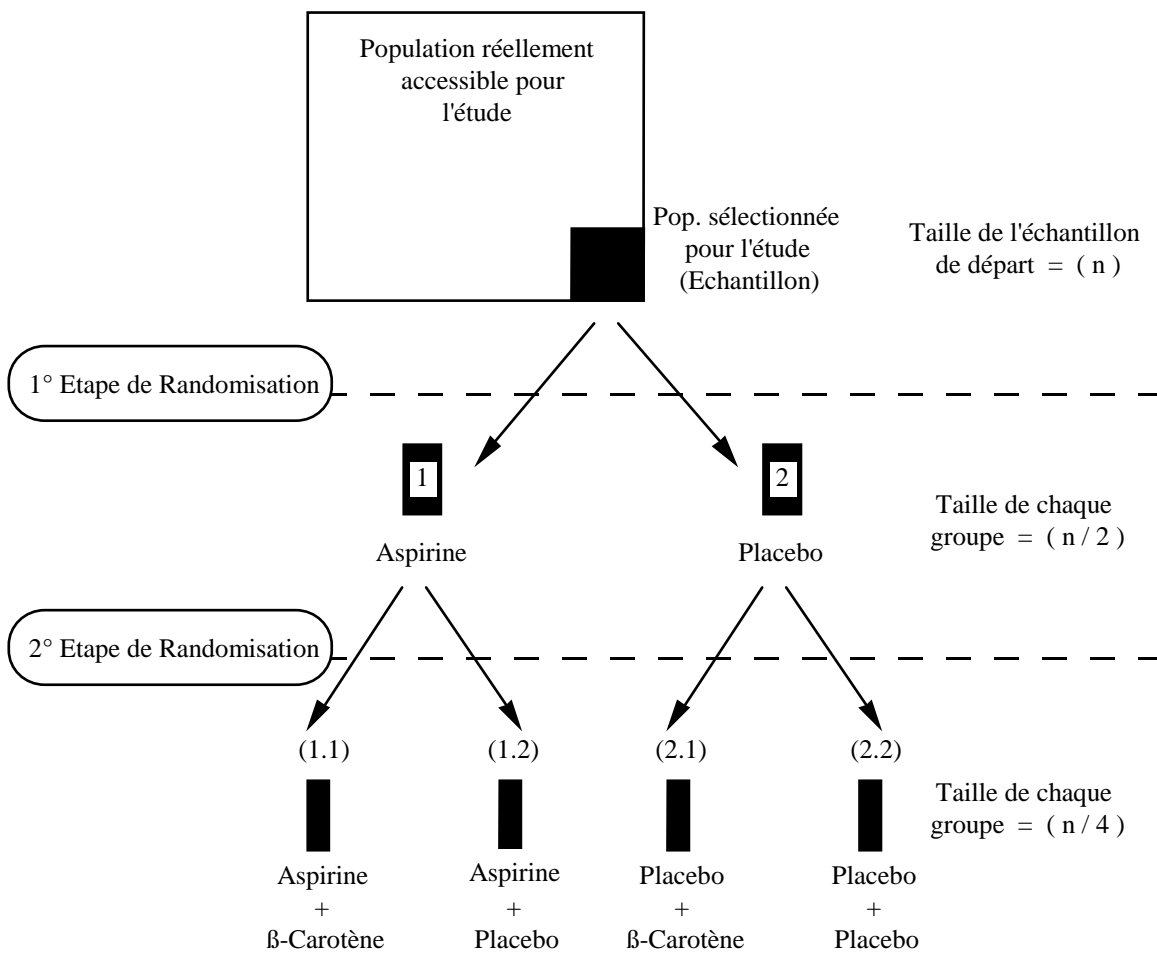 Population réellement
accessible pour
l'étude
Pop. sélectionnée
pour l'étude
(Echantillon)
Taille de l'échantillon
de départ = ( n )
1° Etape de Randomisation
1
2
Aspirine
Placebo
Taille de chaque
groupe = ( n / 2 )
2° Etape de Randomisation
(1.1)
(1.2)
(2.1)
(2.2)
Aspirine
+
ß-Carotène
Aspirine
+
Placebo
Placebo
+
ß-Carotène
Placebo
+
Placebo
Taille de chaque
groupe = ( n / 4 )